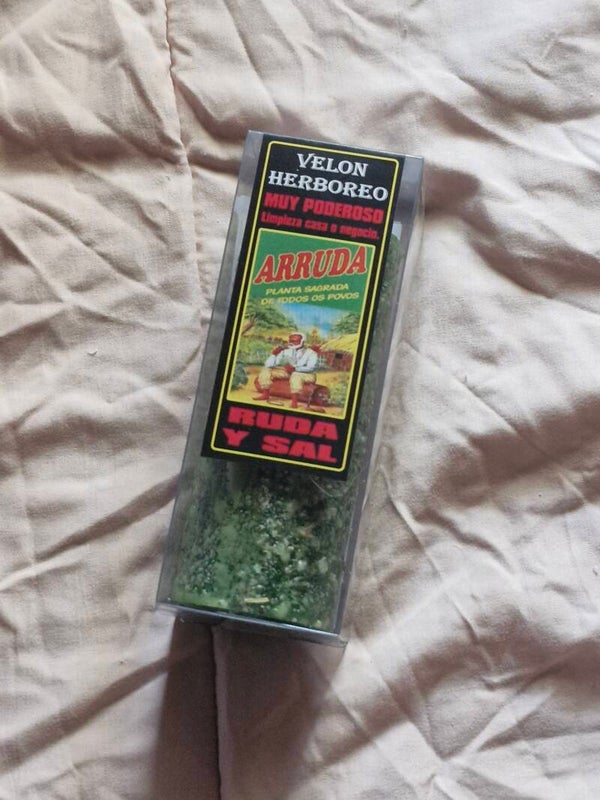 VELON
HERBOREO
MUY PODEROSO
Limpieza casa o negocio.
ARRUDA
PLANTA SAGRADA
DE TODOS OS POVOS
RUDA
Y SAL